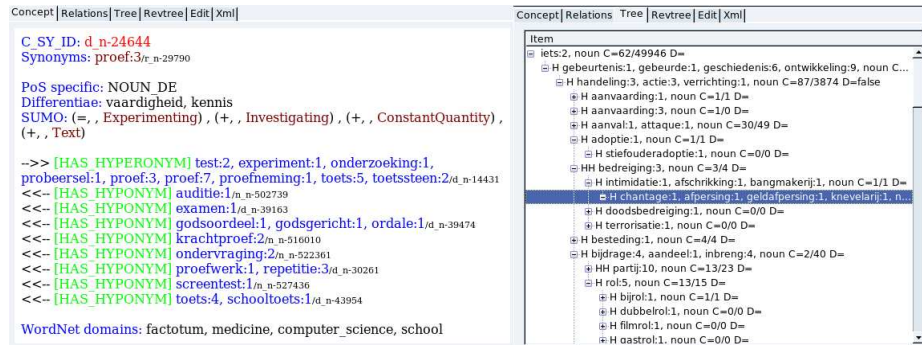 Concept| Relations| Tree| Revtree| Edit| Xml|
C_SY_ID: d_n-24644
Synonyms: proef:3/r_n-29790
PoS specific: NOUN_DE
Differentiae: vaardigheid, kennis
SUMO: (=, , Experimenting) , (+, , Investigating) , (+, , ConstantQuantity) ,
(+, , Text)
-->> [HAS_HYPERONYM] test:2, experiment:1, onderzoeking:1,
probeersel:1, proef:3, proef:7, proefneming:1, toets:5, toetssteen:2/d_n-14431
<<-- [HAS_HYPONYM] auditie:1/n_n-502739
<<-- [HAS_HYPONYM] examen:1/d_n-39163
<<-- [HAS_HYPONYM] godsoordeel:1, godsgericht:1, ordale:1/d_n-39474
<<-- [HAS_HYPONYM] krachtproef:2/n_n-516010
<<-- [HAS_HYPONYM] ondervraging:2/n_n-522361
<<-- [HAS_HYPONYM] proefwerk:1, repetitie:3/d_n-30261
<<-- [HAS_HYPONYM] screentest:1/n_n-527436
<<-- [HAS_HYPONYM] toets:4, schooltoets:1/d_n-43954
WordNet domains: factotum, medicine, computer_science, school
Concept| Relations| Tree| Revtree| Edit| Xml|
Item
iets:2, noun C=62/49946 D=
H gebeurtenis:1, gebeurde:1, geschiedenis:6, ontwikkeling:9, noun C...
H handeling:3, actie:3, verrichting:1, noun C=87/3874 D=false
H aanvaarding:1, noun C=1/1 D=
H aanvaarding:3, noun C=1/0 D=
H aanval:1, attaque:1, noun C=30/49 D=
H adoptie:1, noun C=1/1 D=
H stiefouderadoptie:1, noun C=0/0 D=
HH bedreiging:3, noun C=3/4 D=
H intimidatie:1, afschrikking:1, bangmakerij:1, noun C=1/1 D=
H chantage:1, afpersing:1, geldafpersing:1, knevelarij:1, n...
H doodsbedreiging:1, noun C=0/0 D=
H terrorisatie:1, noun C=0/0 D=
H besteding:1, noun C=4/4 D=
H bijdrage:4, aandeel:1, inbreng:4, noun C=2/40 D=
HH partij:10, noun C=13/23 D=
H rol:5, noun C=13/15 D=
H bijrol:1, noun C=1/1 D=
H dubbelrol:1, noun C=0/0 D=
H filmrol:1, noun C=0/0 D=
H gastrol:1, noun C=0/0 D=